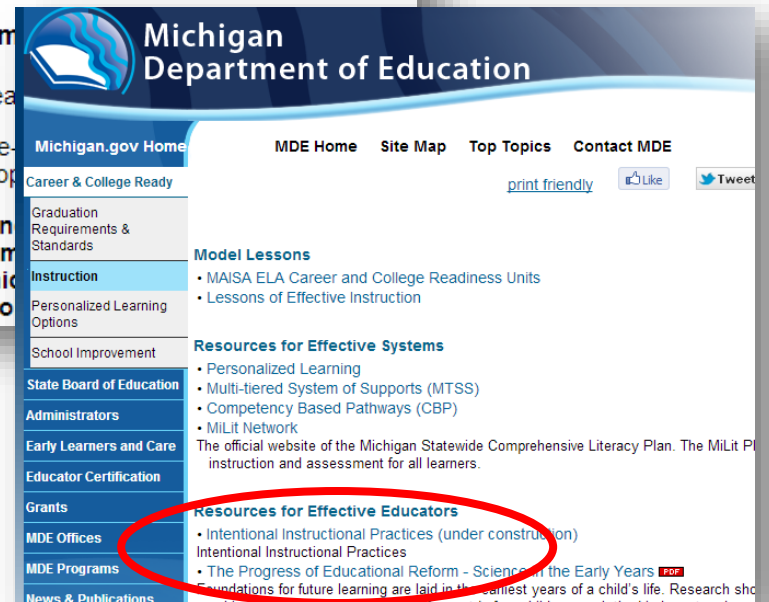 Michigan
Department of Education
Michigan.gov Home
MDE Home Site Map Top Topics Contact MDE
Career & College Ready
print friendly Like Tweet
Graduation
Requirements &
Standards
Instruction
Personalized Learning
Options
School Improvement
State Board of Education
Administrators
Early Learners and Care
Educator Certification
Grants
MDE Offices
MDE Programs
News & Publications
Model Lessons
• MAISA ELA Career and College Readiness Units
• Lessons of Effective Instruction
Resources for Effective Systems
• Personalized Learning
• Multi-tiered System of Supports (MTSS)
• Competency Based Pathways (CBP)
• MiLit Network
The official website of the Michigan Statewide Comprehensive Literacy Plan. The MiLit
instruction and assessment for all learners.
Resources for Effective Educators
• Intentional Instructional Practices (under construction)
Intentional Instructional Practices
• The Progress of Educational Reform - Science in the Early Years PDF
Foundations for future learning are laid in the earliest years of a child's life. Research